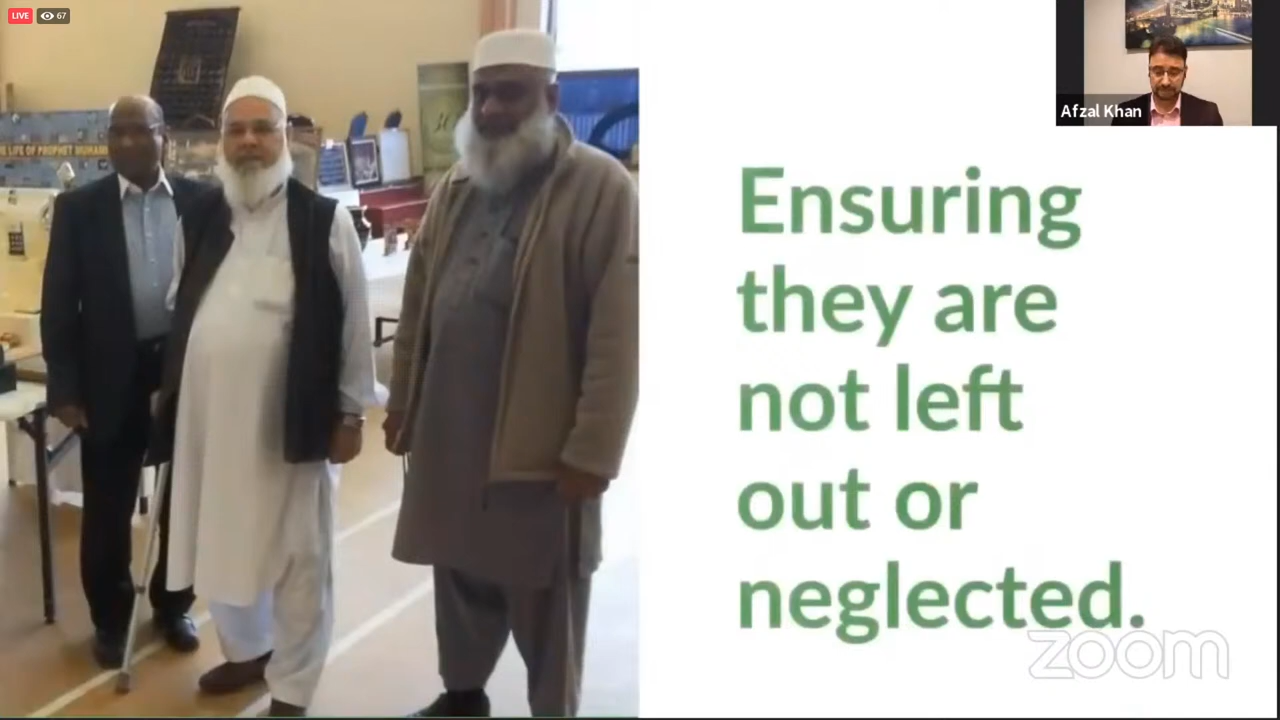 LIVE
67
Afzal Khan
Ensuring
they are
not left
out or
neglected.
zoom